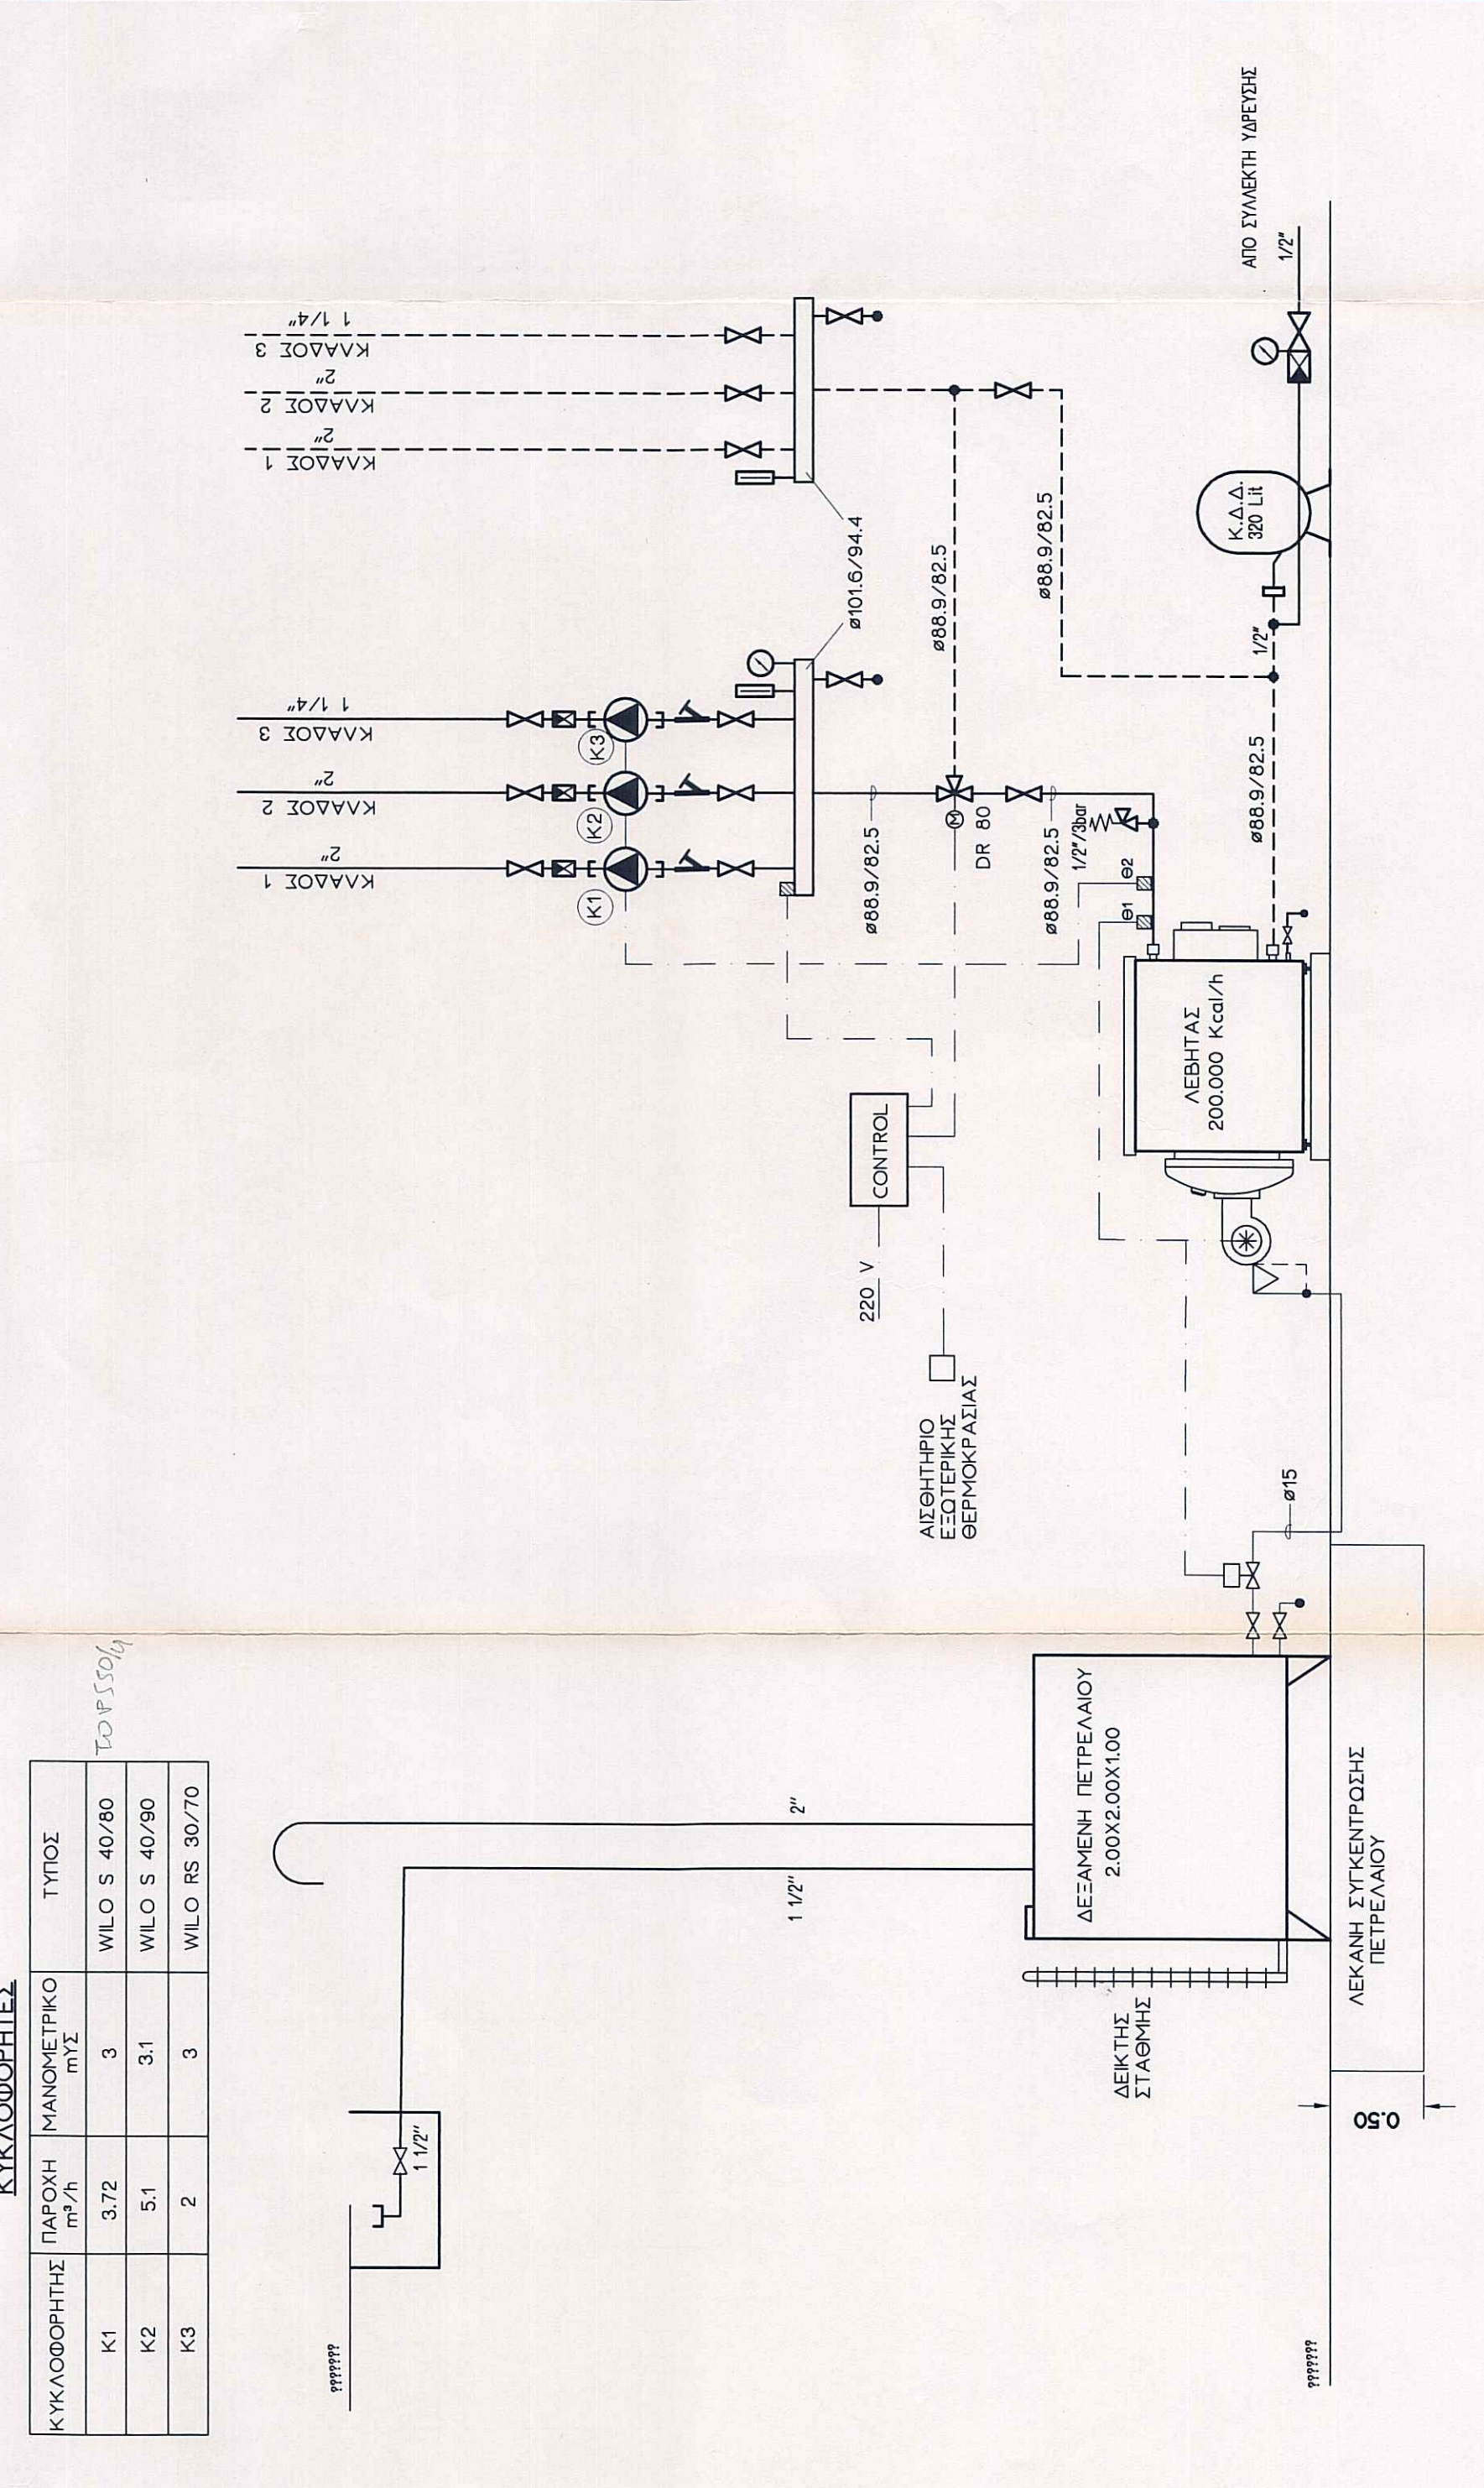 ΚΥΚΛΟΦΟΡΗΤΕΣ
ΚΥΚΛΟΦΟΡΗΤΗΣ ΠΑΡΟΧΗ m³/h ΜΑΝΟΜΕΤΡΙΚΟ mΥΣ ΤΥΠΟΣ
K1 3.72 3 WILO S 40/80
K2 5.1 3.1 WILO S 40/90
K3 2 3 WILO RS 30/70
???????
1 1/2"
1 1/2"
2"
ΔΕΞΑΜΕΝΗ ΠΕΤΡΕΛΑΙΟΥ
2.00X2.00X1.00
ΔΕΙΚΤΗΣ
ΣΤΑΘΜΗΣ
???????
0.50
ΛΕΚΑΝΗ ΣΥΓΚΕΝΤΡΩΣΗΣ
ΠΕΤΡΕΛΑΙΟΥ
ø15
ΑΙΣΘΗΤΗΡΙΟ
ΕΞΩΤΕΡΙΚΗΣ
ΘΕΡΜΟΚΡΑΣΙΑΣ
220 V
CONTROL
ΛΕΒΗΤΑΣ
200.000 Kcal/h
ΚΛΑΔΟΣ 1
2"
ΚΛΑΔΟΣ 2
2"
ΚΛΑΔΟΣ 3
1 1/4"
K1
K2
K3
ø88.9/82.5
M
DR 80
ø88.9/82.5
1/2"/3bar
Θ1
Θ2
ø101.6/94.4
ΚΛΑΔΟΣ 1
2"
ΚΛΑΔΟΣ 2
2"
ΚΛΑΔΟΣ 3
1 1/4"
ø88.9/82.5
ø88.9/82.5
ø88.9/82.5
1/2"
Κ.Δ.Δ.
320 Lit
ΑΠΟ ΣΥΛΛΕΚΤΗ ΥΔΡΕΥΣΗΣ
1/2"